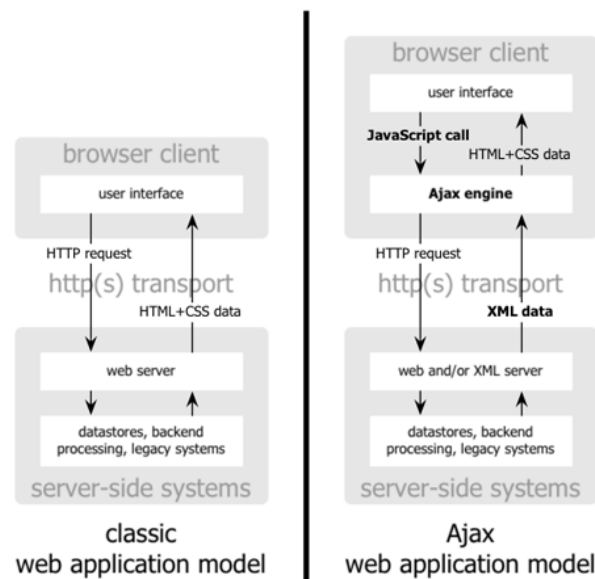 browser client
user interface
HTTP request
http(s) transport
HTML+CSS data
web server
datastores, backend
processing, legacy systems
server-side systems
classic
web application model
browser client
user interface
JavaScript call
HTML+CSS data
Ajax engine
HTTP request
http(s) transport
XML data
web and/or XML server
datastores, backend
processing, legacy systems
server-side systems
Ajax
web application model